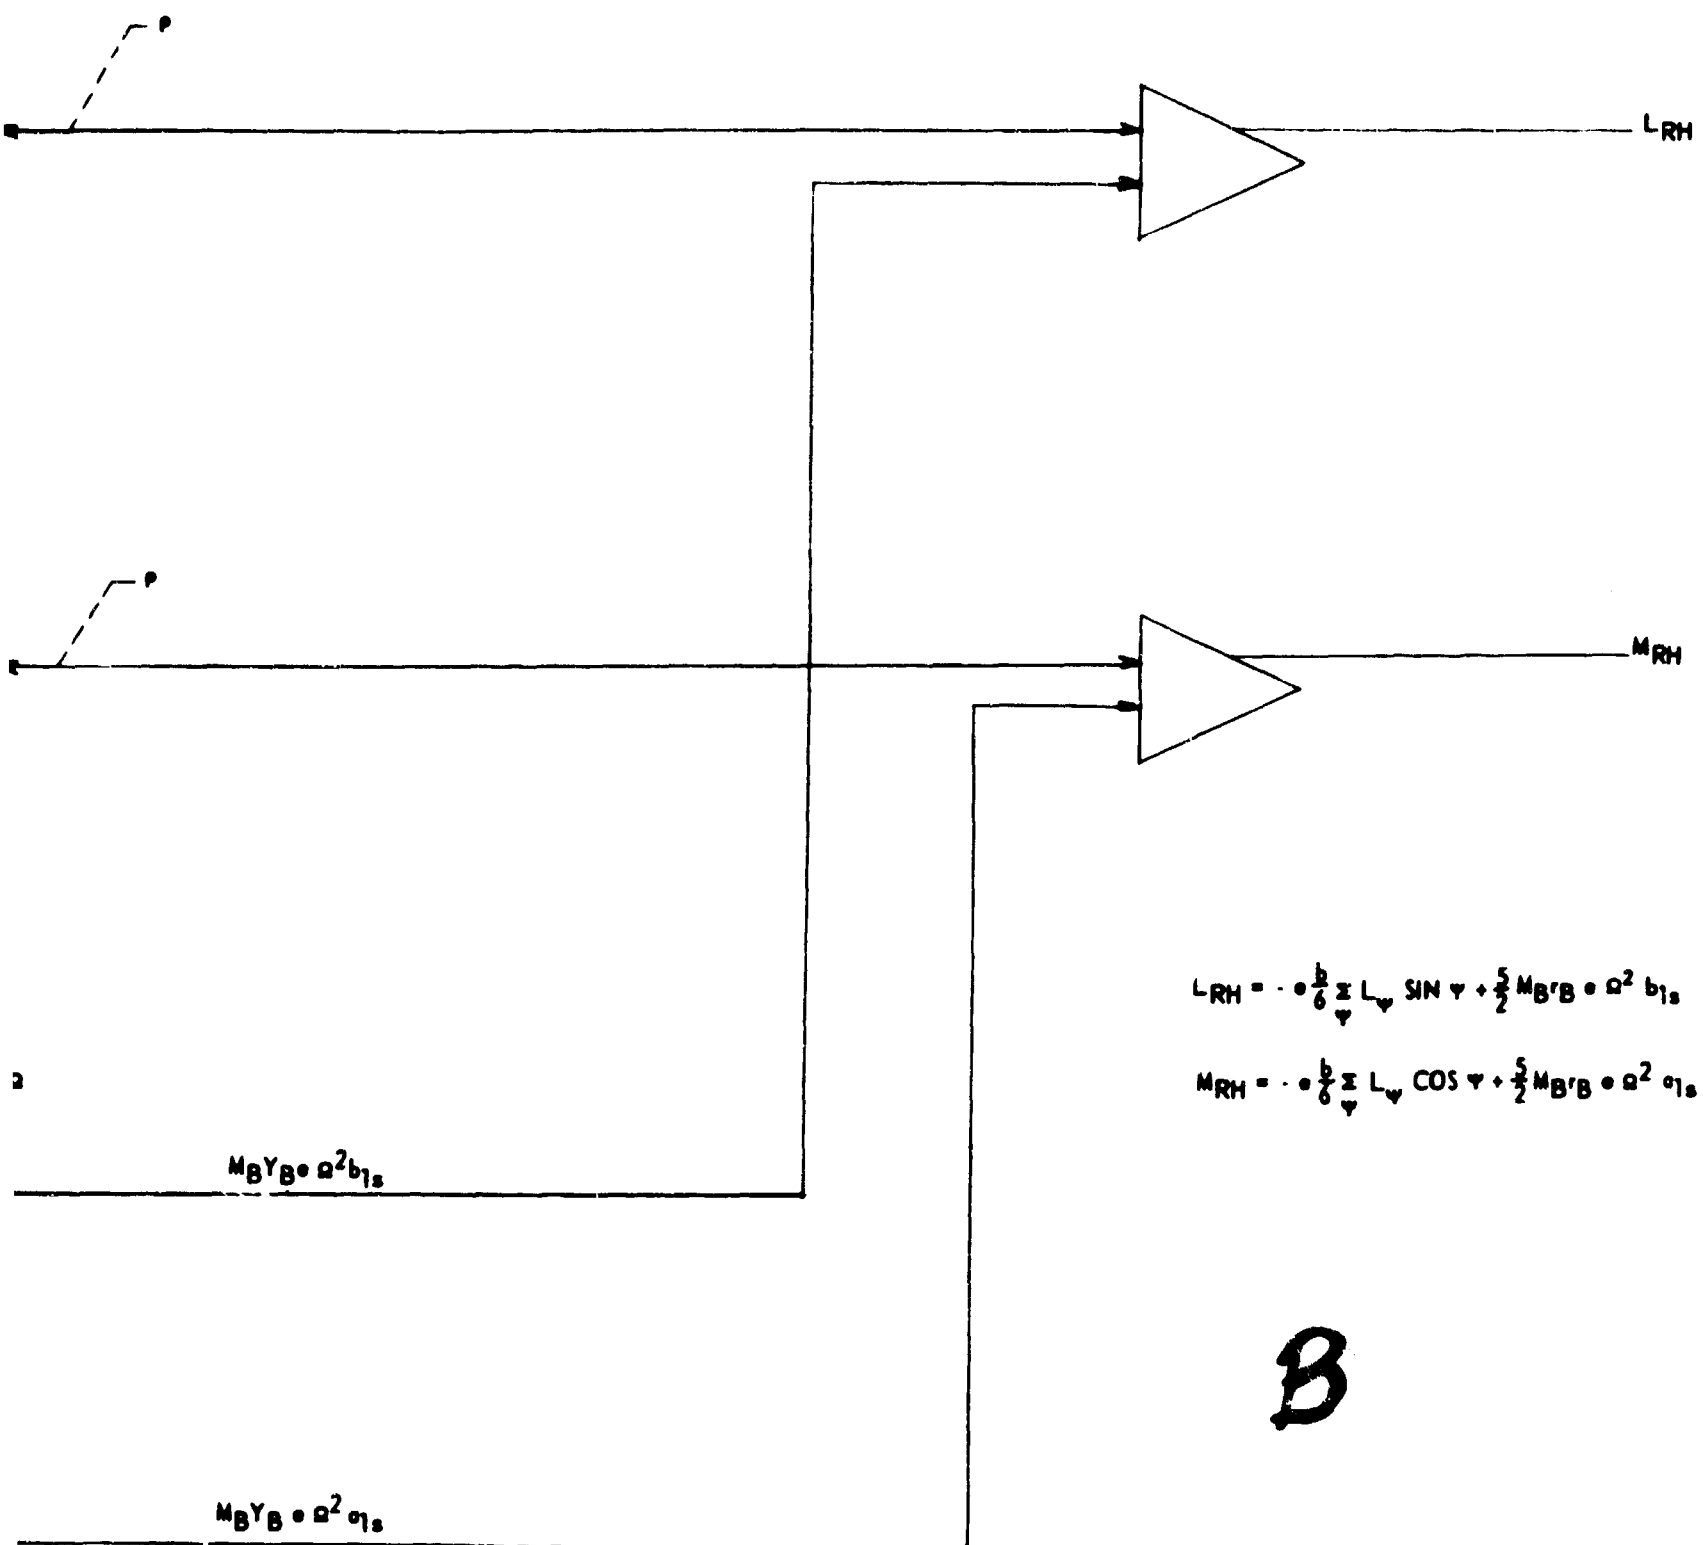 ρ
L_RH
ρ
M_RH
L_RH = - e b/6 Σ_Ψ L_Ψ SIN Ψ + 5/2 M_B r_B e Ω² b_1s
Ω
M_RH = - e b/6 Σ_Ψ L_Ψ COS Ψ + 5/2 M_B r_B e Ω² a_1s
M_B Y_B e Ω² b_1s
B
M_B Y_B e Ω² a_1s